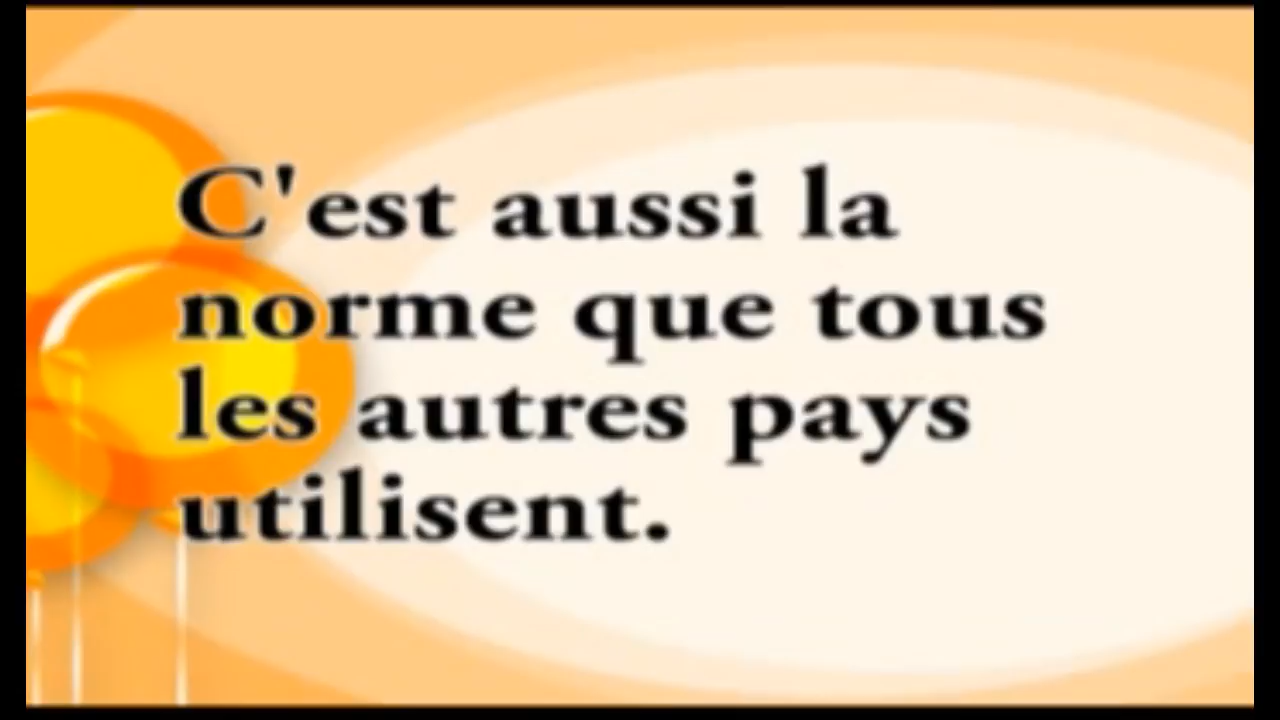 C'est aussi la
norme que tous
les autres pays
utilisent.